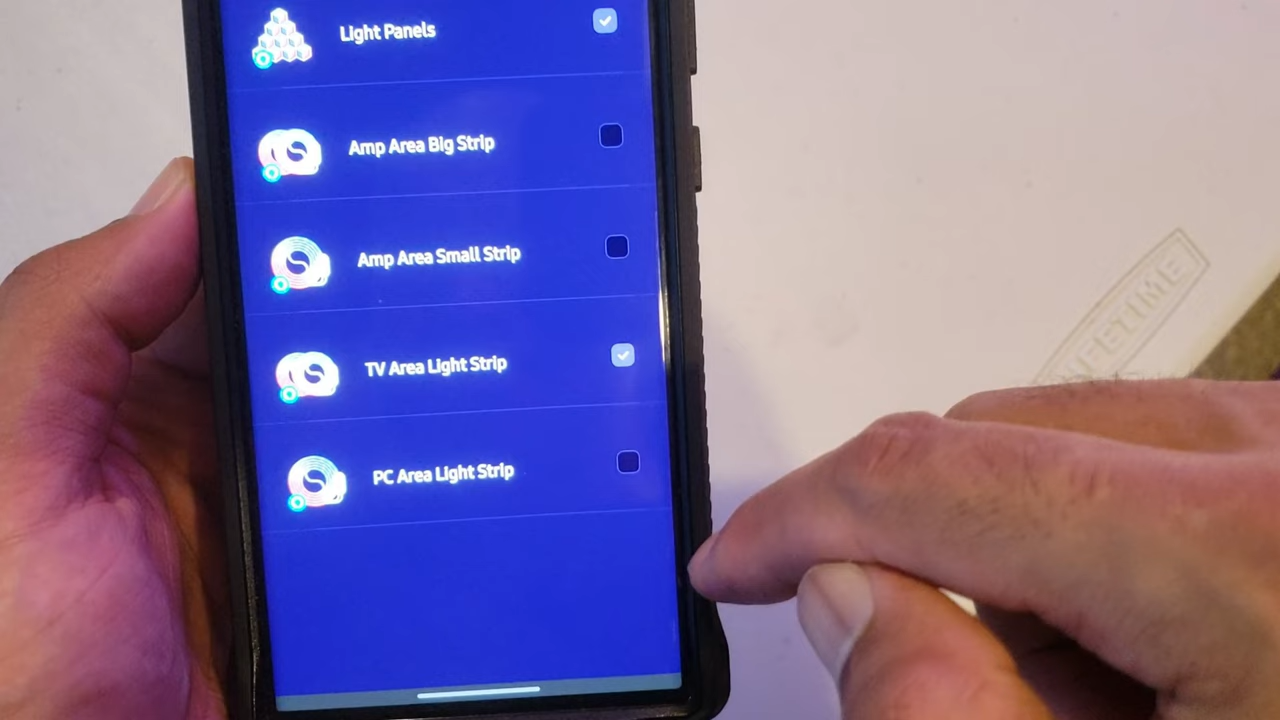 Light Panels
Amp Area Big Strip
Amp Area Small Strip
TV Area Light Strip
PC Area Light Strip